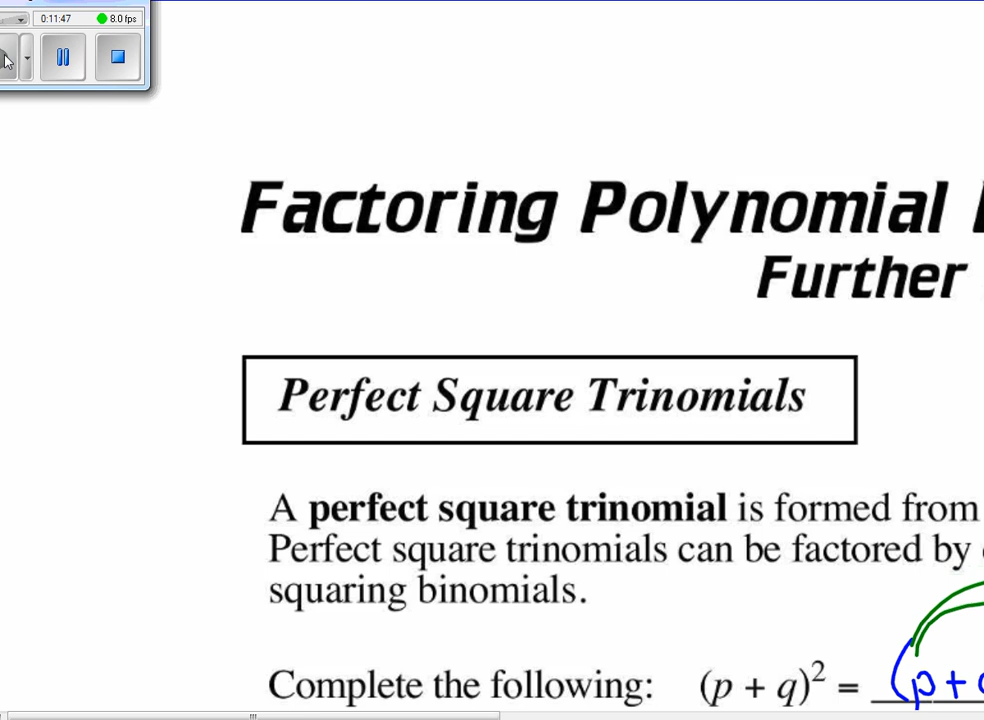 0:11:47 8.0 fps
Factoring Polynomial
Further
Perfect Square Trinomials
A perfect square trinomial is formed from
Perfect square trinomials can be factored by
squaring binomials.
Complete the following: (p + q)² = (p +